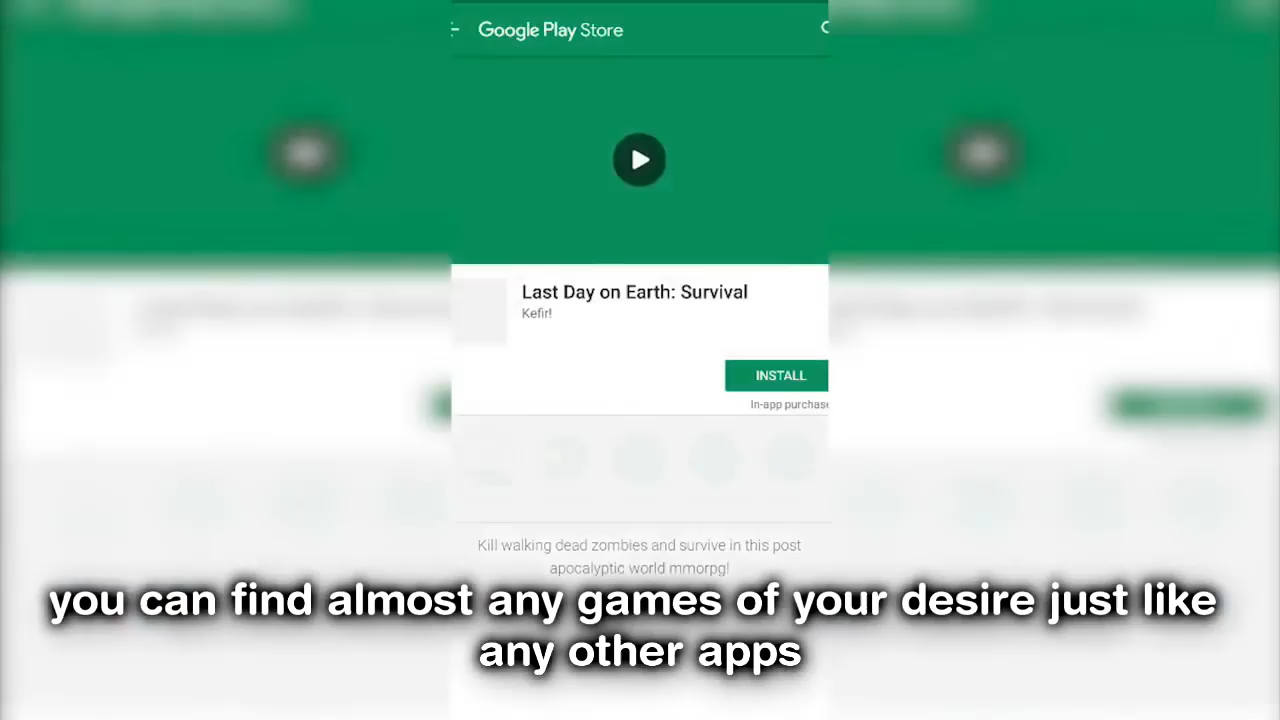 Google Play Store
Last Day on Earth: Survival
Kefir!
INSTALL
In-app purchase
Kill walking dead zombies and survive in this post
apocalyptic world mmorpg!
you can find almost any games of your desire just like
any other apps